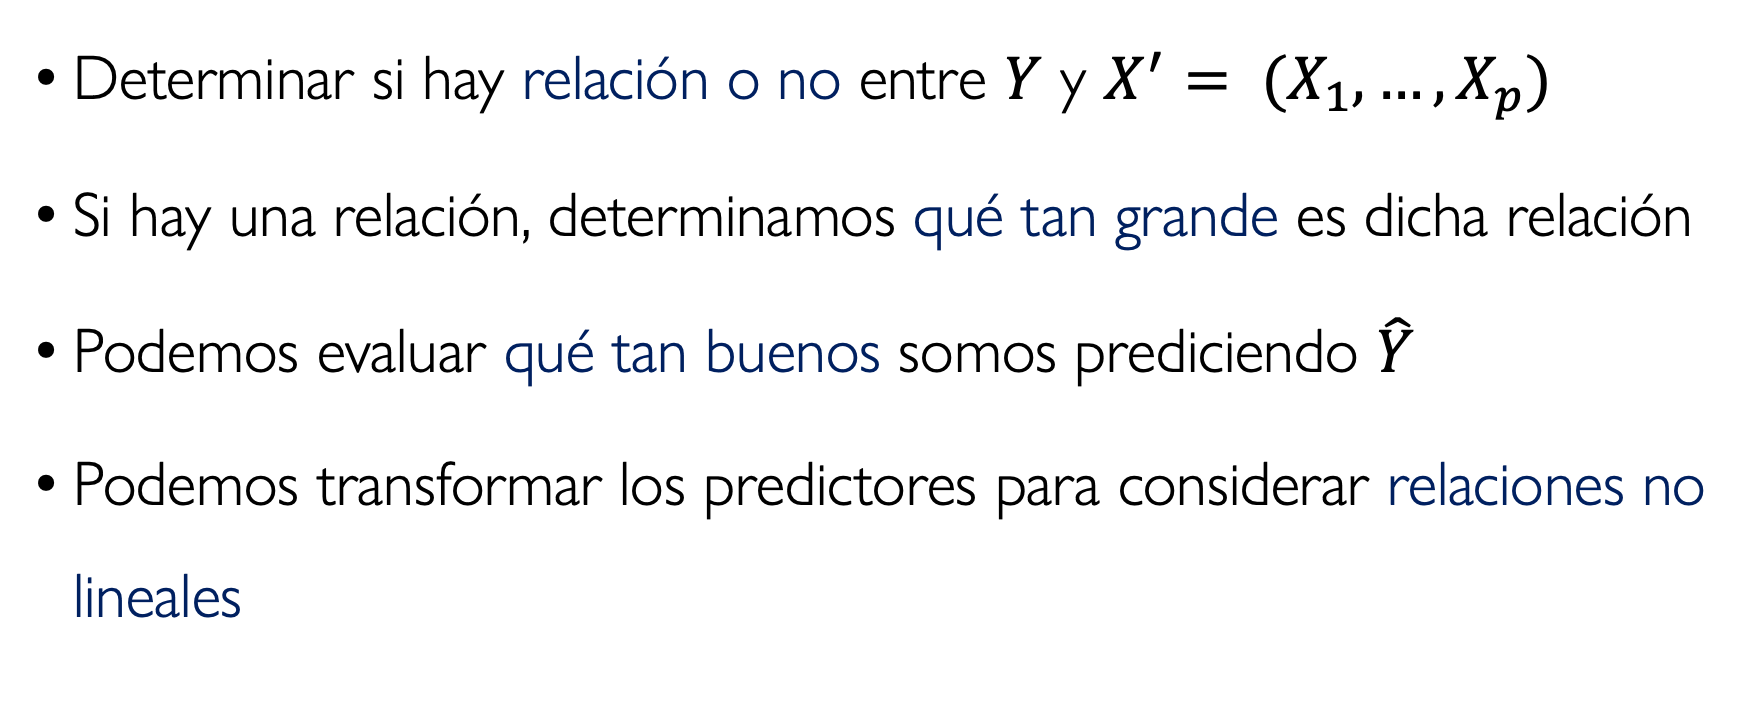 • Determinar si hay relación o no entre Y y X′ = (X₁, … , Xₚ)
• Si hay una relación, determinamos qué tan grande es dicha relación
• Podemos evaluar qué tan buenos somos prediciendo Ŷ
• Podemos transformar los predictores para considerar relaciones no
lineales